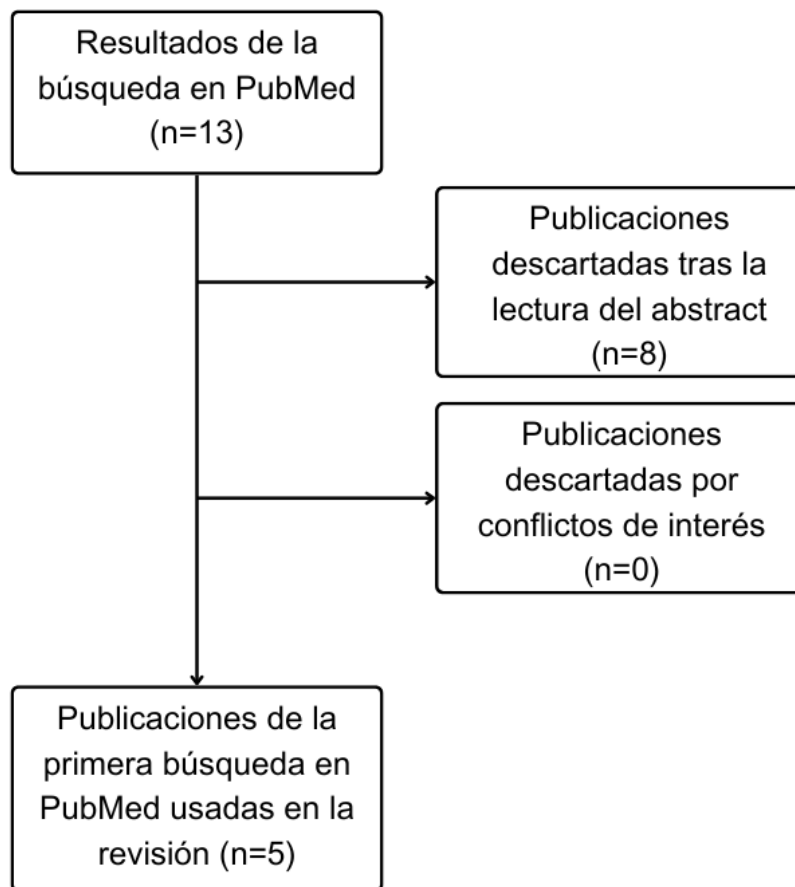 Resultados de la
búsqueda en PubMed
(n=13)
Publicaciones
descartadas tras la
lectura del abstract
(n=8)
Publicaciones
descartadas por
conflictos de interés
(n=0)
Publicaciones de la
primera búsqueda en
PubMed usadas en la
revisión (n=5)